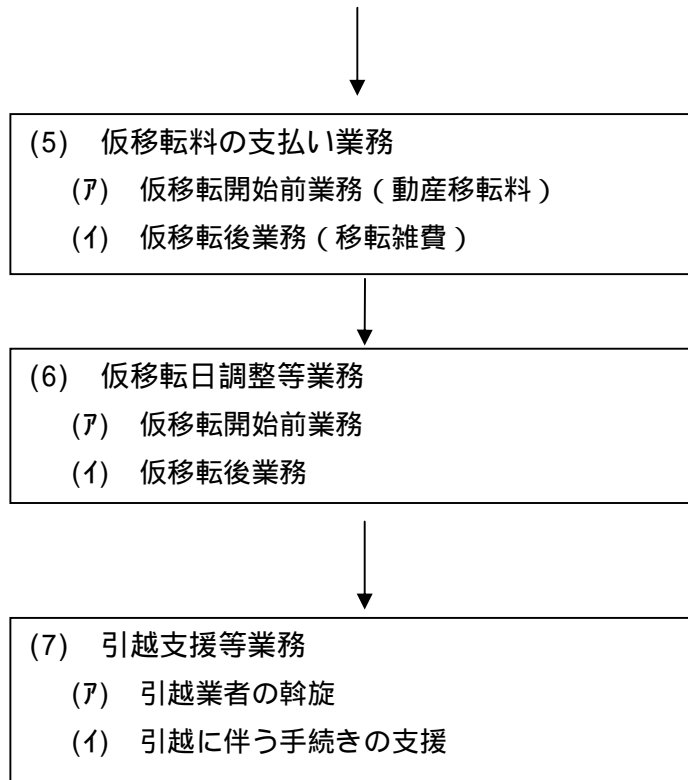 (5) 仮移転料の支払い業務
(ｱ) 仮移転開始前業務（動産移転料）
(ｲ) 仮移転後業務（移転雑費）
(6) 仮移転日調整等業務
(ｱ) 仮移転開始前業務
(ｲ) 仮移転後業務
(7) 引越支援等業務
(ｱ) 引越業者の斡旋
(ｲ) 引越に伴う手続きの支援